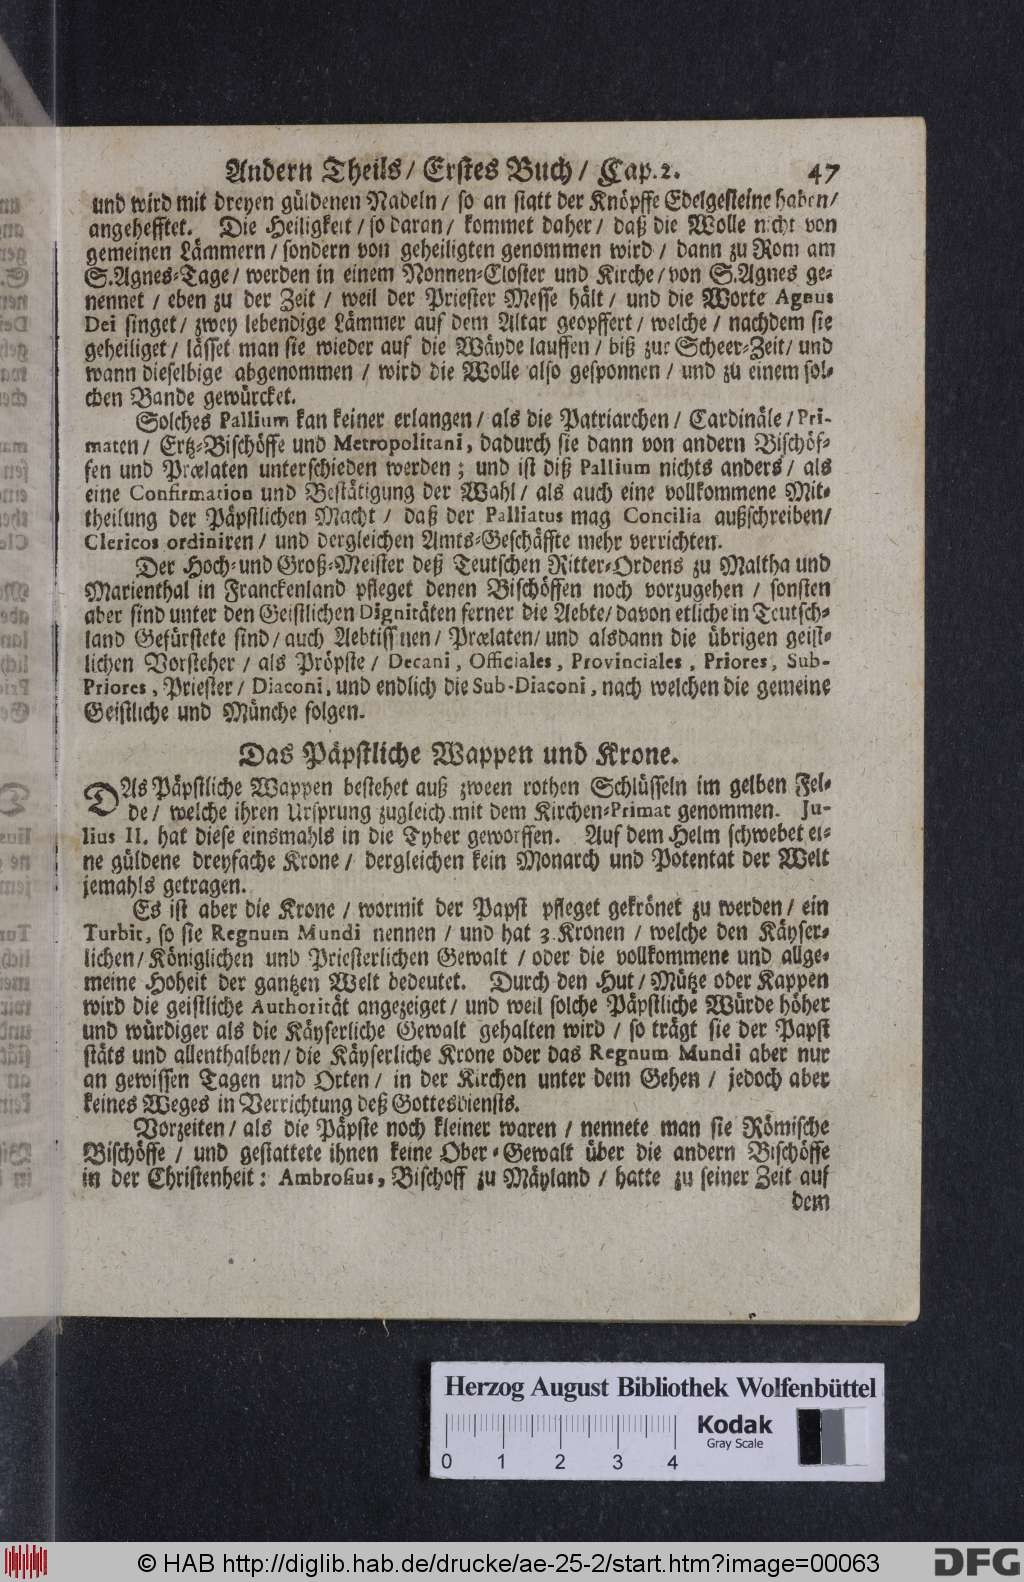 Andern Theils / Erstes Buch / Cap. 2. 47
und wird mit dreyen güldenen Nadeln / so an statt der Knöpffe Edelgesteine haben /
angehefftet. Die Heiligkeit / so daran / kommet daher / daß die Wolle nicht von
gemeinen Lämmern / sondern von geheiligten genommen wird / dann zu Rom am
S. Agnes-Tage / werden in einem Nonnen-Closter und Kirche / von S. Agnes ge-
nennet / eben zu der Zeit / weil der Priester Messe hält / und die Worte Agnus
Dei singet / zwey lebendige Lämmer auf dem Altar geopffert / welche / nachdem sie
geheiliget / lässet man sie wieder auf die Wäyde lauffen / biß zur Scheer-Zeit / und
wann dieselbige abgenommen / wird die Wolle also gesponnen / und zu einem sol-
chen Bande gewürcket.
Solches Pallium kan keiner erlangen / als die Patriarchen / Cardinäle / Pri-
maten / Ertz-Bischöffe und Metropolitani, dadurch sie dann von andern Bischöf-
fen und Prælaten unterschieden werden ; und ist diß Pallium nichts anders / als
eine Confirmation und Bestätigung der Wahl / als auch eine vollkommene Mit-
theilung der Päpstlichen Macht / daß der Palliatus mag Concilia außschreiben /
Clericos ordiniren / und dergleichen Amts-Geschäffte mehr verrichten.
Der Hoch- und Groß-Meister deß Teutschen Ritter-Ordens zu Maltha und
Marienthal in Franckenland pfleget denen Bischöffen noch vorzugehen / sonsten
aber sind unter den Geistlichen Dignitäten ferner die Aebte / davon etliche in Teutsch-
land Gefürstete sind / auch Aebtissinen / Prælaten / und alsdann die übrigen geist-
lichen Vorsteher / als Pröpste / Decani, Officiales, Provinciales, Priores, Sub-
Priores, Priester / Diaconi, und endlich die Sub-Diaconi, nach welchen die gemeine
Geistliche und Münche folgen.
Das Päpstliche Wappen und Krone.
DAs Päpstliche Wappen bestehet auß zween rothen Schlüsseln im gelben Fel-
de / welche ihren Ursprung zugleich mit dem Kirchen-Primat genommen. Ju-
lius II. hat diese einsmahls in die Tyber geworffen. Auf dem Helm schwebet ei-
ne güldene dreyfache Krone / dergleichen kein Monarch und Potentat der Welt
jemahls getragen.
Es ist aber die Krone / wormit der Papst pfleget gekrönet zu werden / ein
Turbit, so sie Regnum Mundi nennen / und hat 3. Kronen / welche den Käyser-
lichen / Königlichen und Priesterlichen Gewalt / oder die vollkommene und allge-
meine Hoheit der gantzen Welt bedeutet. Durch den Hut / Mütze oder Kappen
wird die geistliche Authorität angezeiget / und weil solche Päpstliche Würde höher
und würdiger als die Käyserliche Gewalt gehalten wird / so trägt sie der Papst
stäts und allenthalben / die Käyserliche Krone oder das Regnum Mundi aber nur
an gewissen Tagen und Orten / in der Kirchen unter dem Gehen / jedoch aber
keines Weges in Verrichtung deß Gottesdiensts.
Vorzeiten / als die Päpste noch kleiner waren / nennete man sie Römische
Bischöffe / und gestattete ihnen keine Ober-Gewalt über die andern Bischöffe
in der Christenheit : Ambrosius, Bischoff zu Mäyland / hatte zu seiner Zeit auf
dem
Herzog August Bibliothek Wolfenbüttel
Kodak
Gray Scale
0 1 2 3 4
© HAB http://diglib.hab.de/drucke/ae-25-2/start.htm?image=00063
DFG